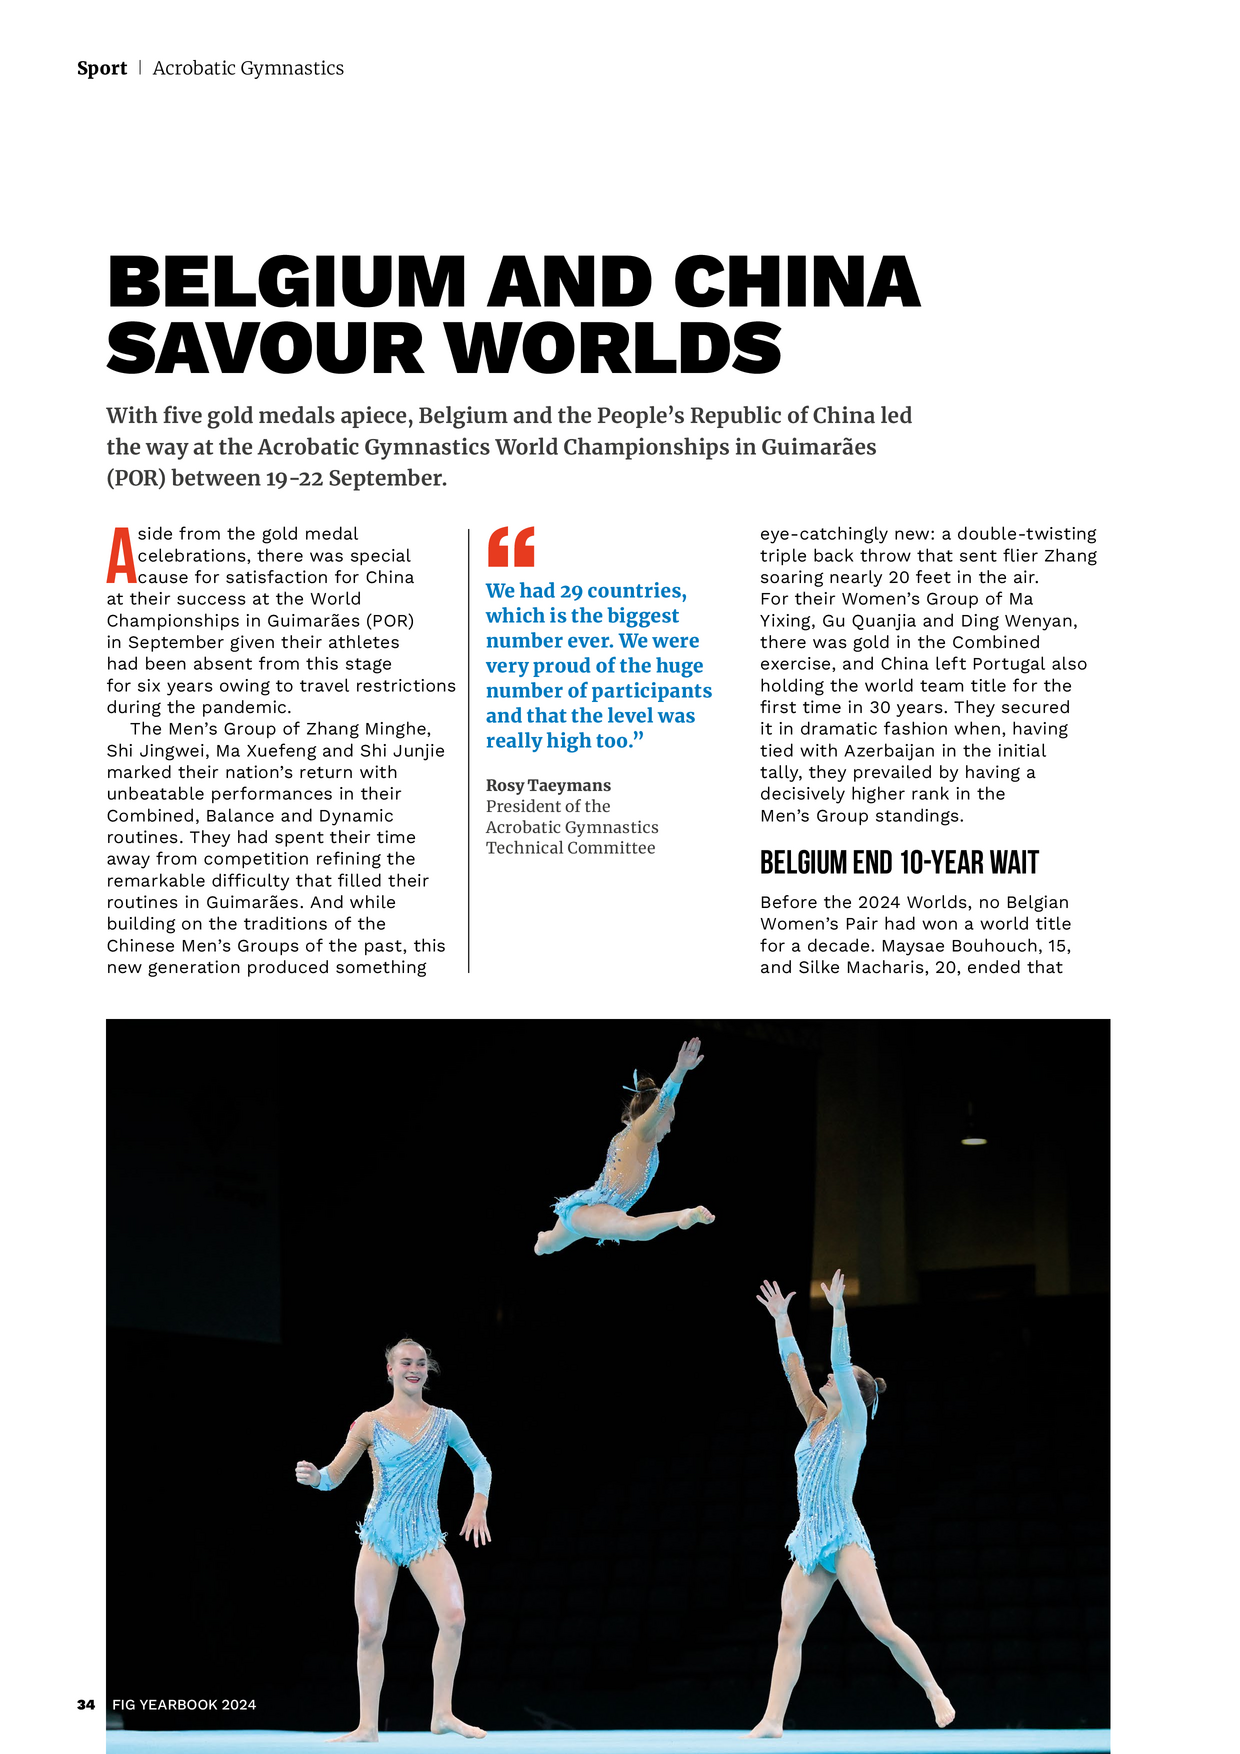 Sport | Acrobatic Gymnastics
BELGIUM AND CHINA
SAVOUR WORLDS
With five gold medals apiece, Belgium and the People's Republic of China led
the way at the Acrobatic Gymnastics World Championships in Guimarães
(POR) between 19-22 September.
Aside from the gold medal
celebrations, there was special
cause for satisfaction for China
at their success at the World
Championships in Guimarães (POR)
in September given their athletes
had been absent from this stage
for six years owing to travel restrictions
during the pandemic.
The Men's Group of Zhang Minghe,
Shi Jingwei, Ma Xuefeng and Shi Junjie
marked their nation's return with
unbeatable performances in their
Combined, Balance and Dynamic
routines. They had spent their time
away from competition refining the
remarkable difficulty that filled their
routines in Guimarães. And while
building on the traditions of the
Chinese Men's Groups of the past, this
new generation produced something
“
We had 29 countries,
which is the biggest
number ever. We were
very proud of the huge
number of participants
and that the level was
really high too.”
Rosy Taeymans
President of the
Acrobatic Gymnastics
Technical Committee
eye-catchingly new: a double-twisting
triple back throw that sent flier Zhang
soaring nearly 20 feet in the air.
For their Women's Group of Ma
Yixing, Gu Quanjia and Ding Wenyan,
there was gold in the Combined
exercise, and China left Portugal also
holding the world team title for the
first time in 30 years. They secured
it in dramatic fashion when, having
tied with Azerbaijan in the initial
tally, they prevailed by having a
decisively higher rank in the
Men's Group standings.
BELGIUM END 10-YEAR WAIT
Before the 2024 Worlds, no Belgian
Women's Pair had won a world title
for a decade. Maysae Bouhouch, 15,
and Silke Macharis, 20, ended that
34 FIG YEARBOOK 2024